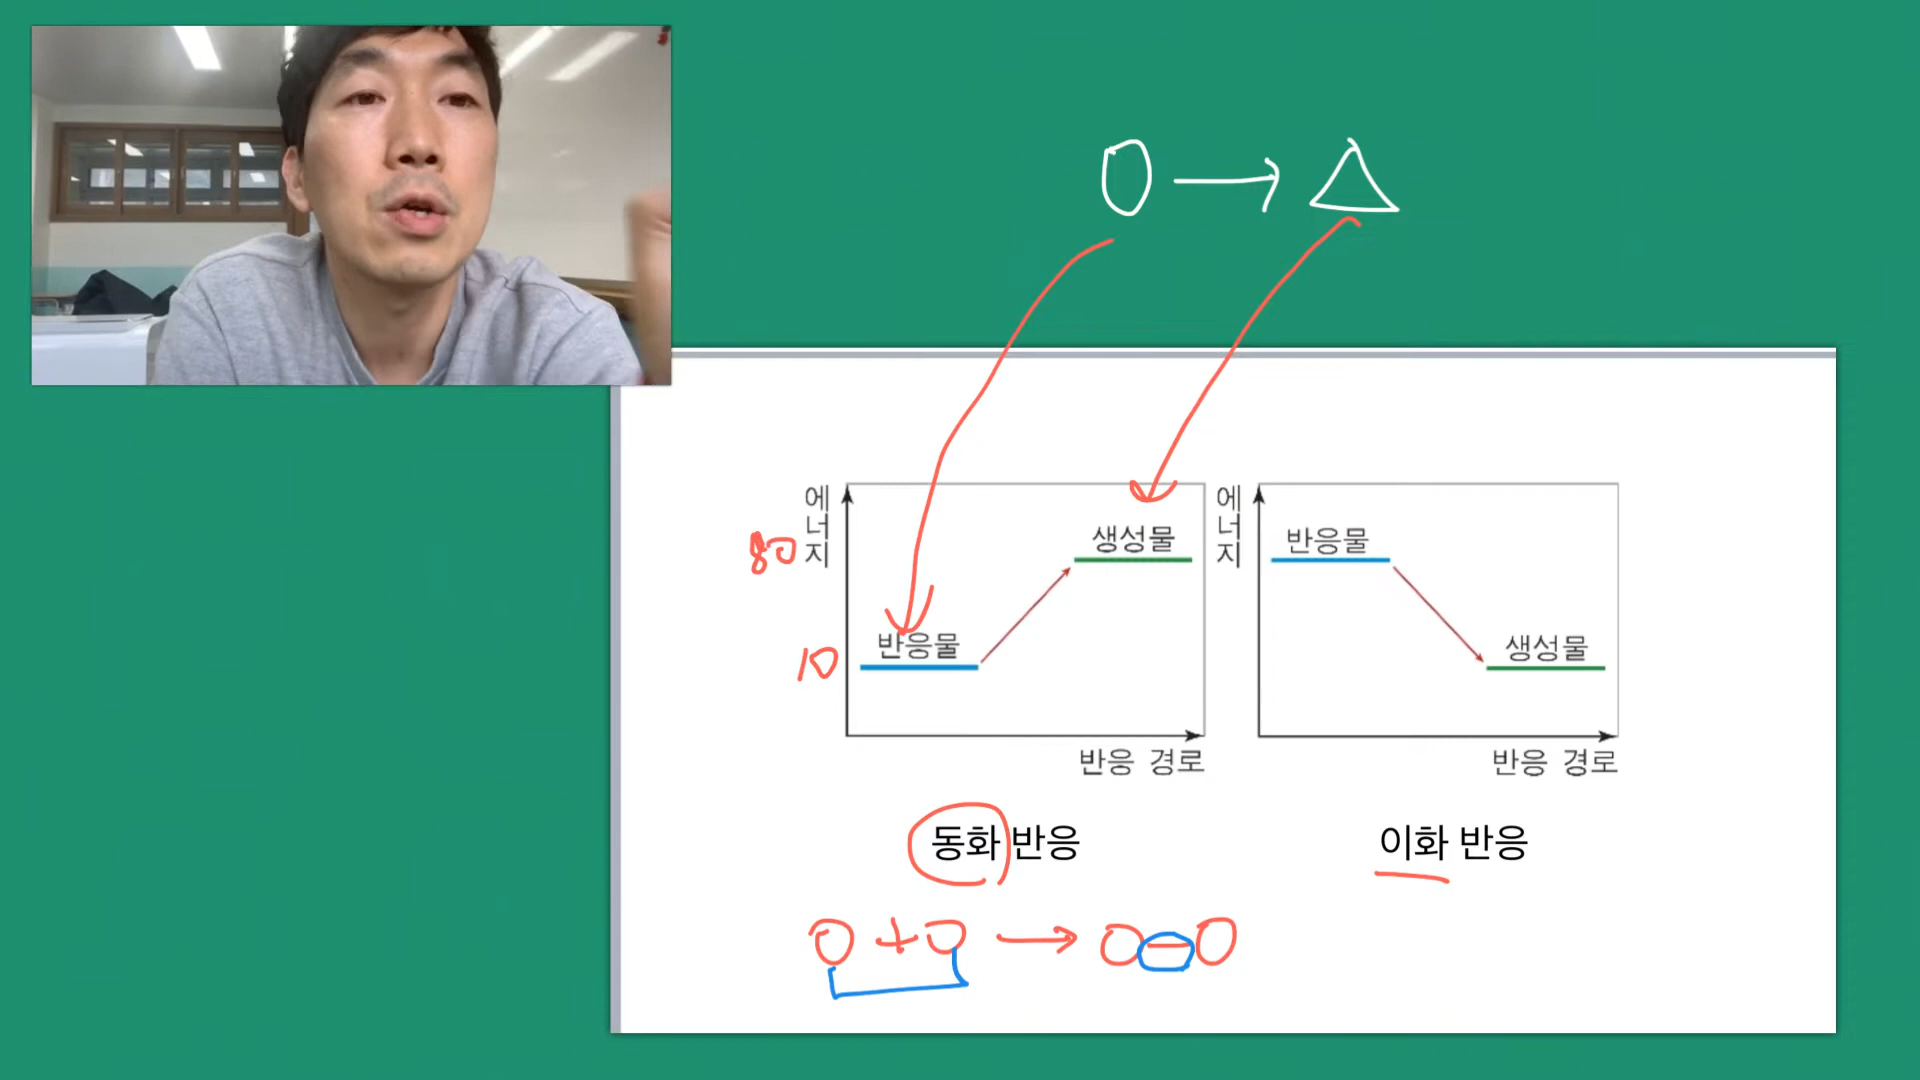 O → △
에너지
80
생성물
10
반응물
반응 경로
에너지
반응물
생성물
반응 경로
동화 반응
이화 반응
O + O → O-O